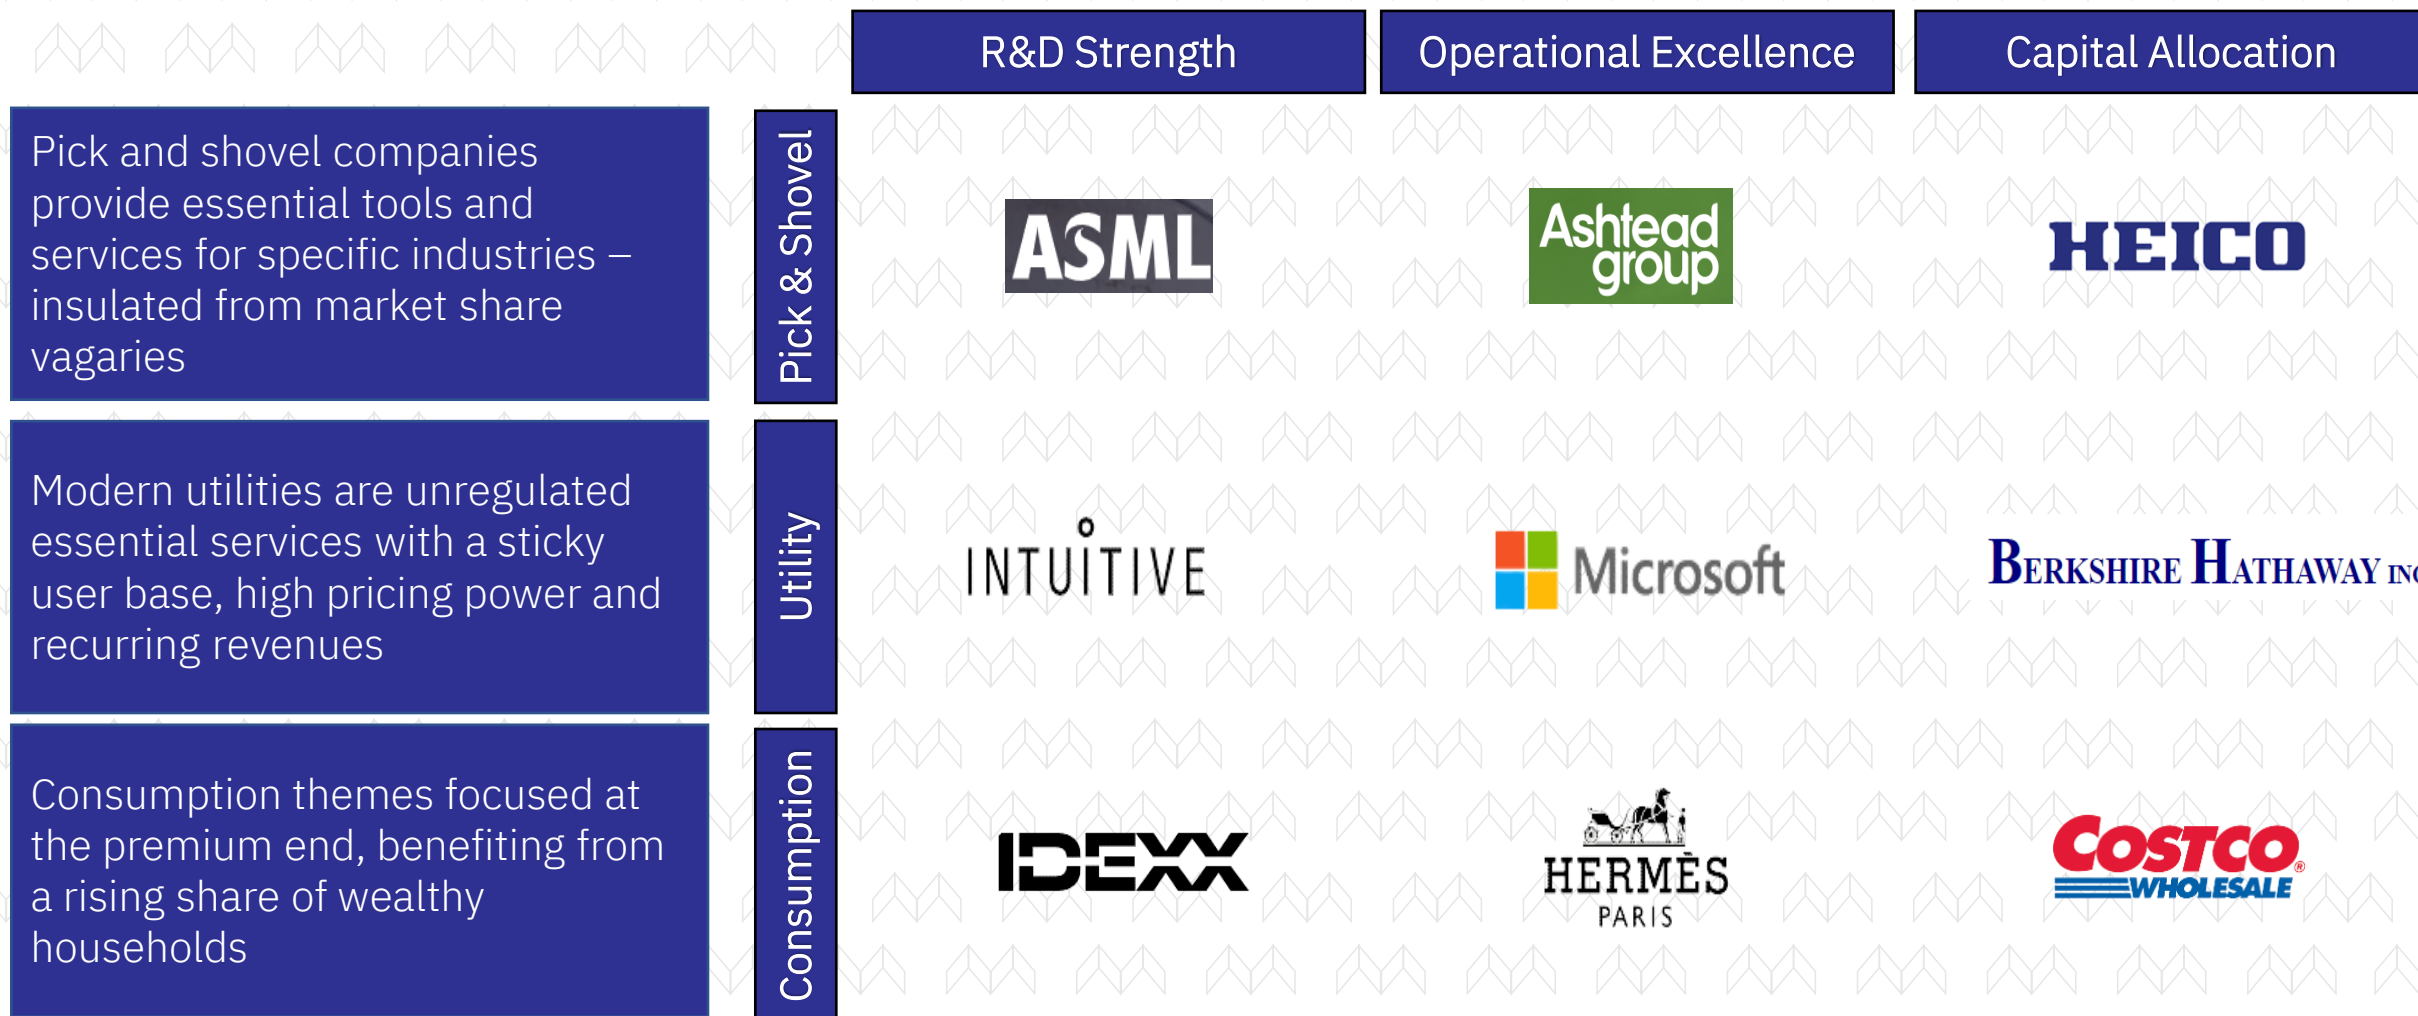 R&D Strength
Operational Excellence
Capital Allocation
Pick and shovel companies
provide essential tools and
services for specific industries –
insulated from market share
vagaries
Pick & Shovel
ASML
Ashtead
group
HEICO
Modern utilities are unregulated
essential services with a sticky
user base, high pricing power and
recurring revenues
Utility
INTUITIVE
Microsoft
BERKSHIRE HATHAWAY INC
Consumption themes focused at
the premium end, benefiting from
a rising share of wealthy
households
Consumption
IDEXX
HERMÈS
PARIS
COSTCO
WHOLESALE